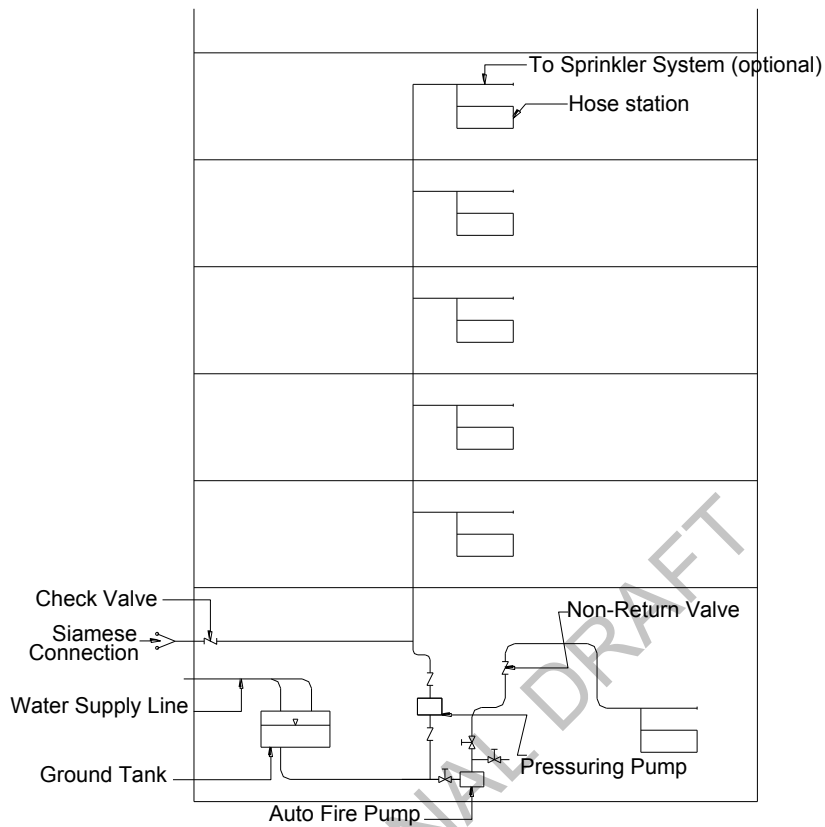 To Sprinkler System (optional)
Hose station
Check Valve
Siamese
Connection
Non-Return Valve
Water Supply Line
Ground Tank
Pressuring Pump
Auto Fire Pump
NAL DRAFT